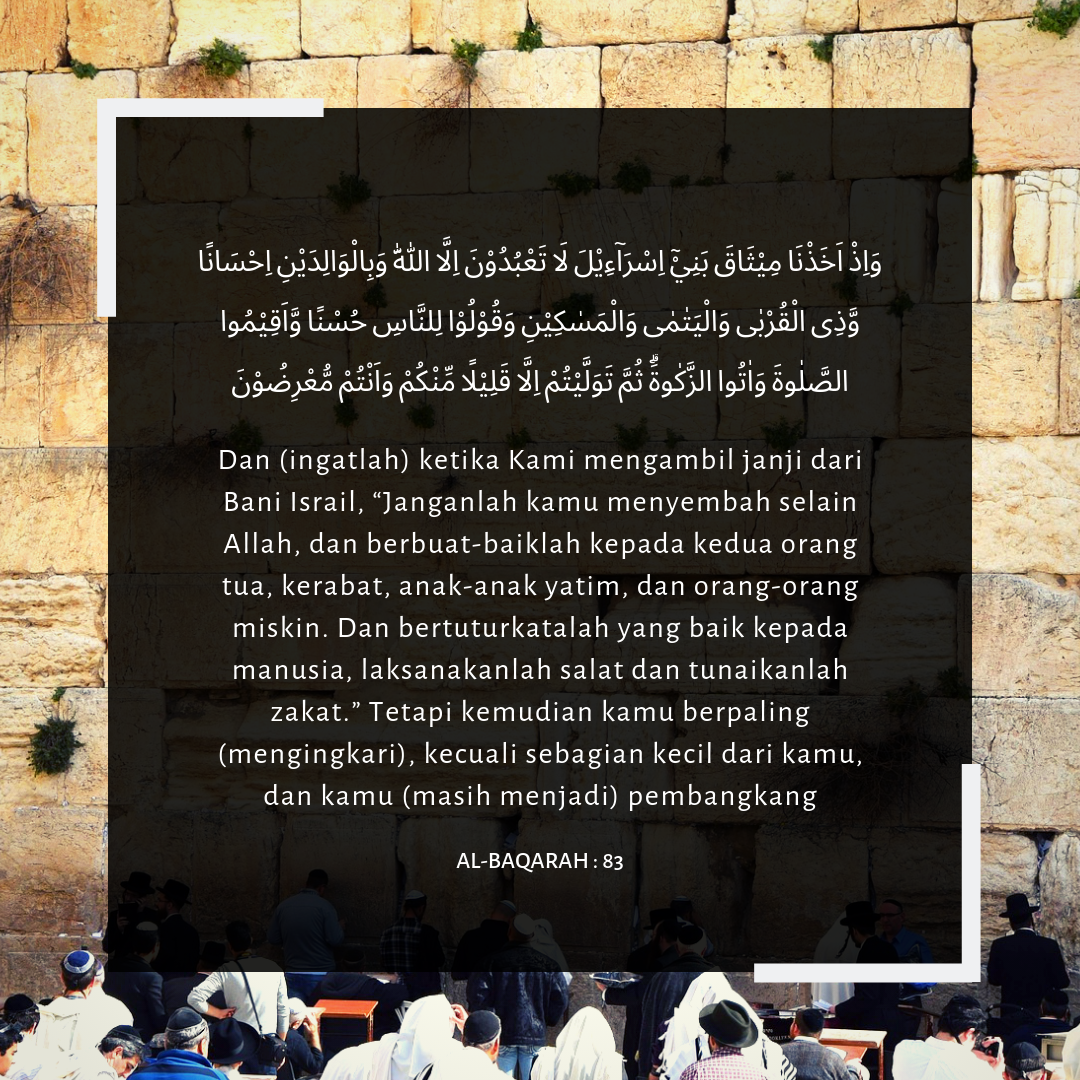 وَاِذْ اَخَذْنَا مِيْثَاقَ بَنِيْٓ اِسْرَاۤءِيْلَ لَا تَعْبُدُوْنَ اِلَّا اللّٰهَ وَبِالْوَالِدَيْنِ اِحْسَانًا
وَّذِى الْقُرْبٰى وَالْيَتٰمٰى وَالْمَسٰكِيْنِ وَقُوْلُوْا لِلنَّاسِ حُسْنًا وَّاَقِيْمُوا
الصَّلٰوةَ وَاٰتُوا الزَّكٰوةَۗ ثُمَّ تَوَلَّيْتُمْ اِلَّا قَلِيْلًا مِّنْكُمْ وَاَنْتُمْ مُّعْرِضُوْنَ
Dan (ingatlah) ketika Kami mengambil janji dari
Bani Israil, “Janganlah kamu menyembah selain
Allah, dan berbuat-baiklah kepada kedua orang
tua, kerabat, anak-anak yatim, dan orang-orang
miskin. Dan bertuturkatalah yang baik kepada
manusia, laksanakanlah salat dan tunaikanlah
zakat.” Tetapi kemudian kamu berpaling
(mengingkari), kecuali sebagian kecil dari kamu,
dan kamu (masih menjadi) pembangkang
AL-BAQARAH : 83